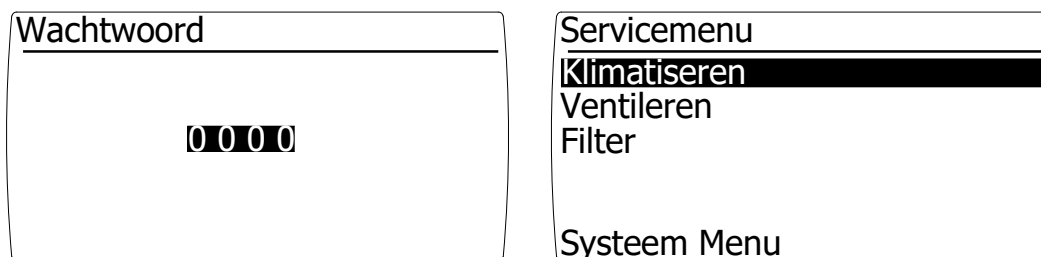 Wachtwoord
0 0 0 0
Servicemenu
Klimatiseren
Ventileren
Filter
Systeem Menu